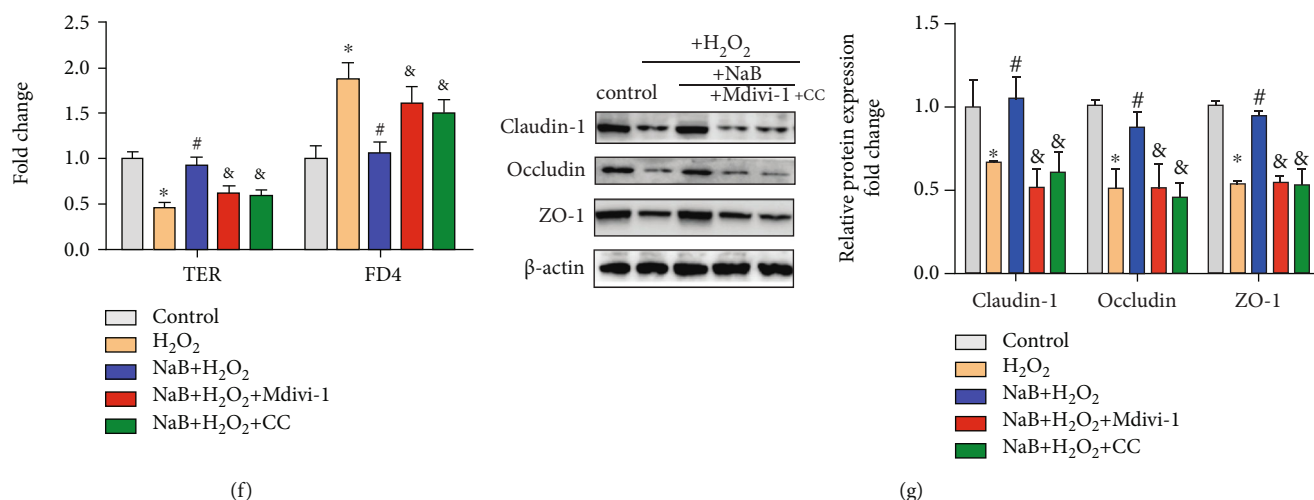 Fold change
2.5
2.0
1.5
1.0
0.5
0.0
* # & & * # & &
TER FD4
Control
H₂O₂
NaB+H₂O₂
NaB+H₂O₂+Mdivi-1
NaB+H₂O₂+CC
(f)
+H₂O₂
+NaB
control +Mdivi-1 +CC
Claudin-1
Occludin
ZO-1
β-actin
Relative protein expression
fold change
1.5
1.0
0.5
0.0
* # & & * # & & * # & &
Claudin-1 Occludin ZO-1
Control
H₂O₂
NaB+H₂O₂
NaB+H₂O₂+Mdivi-1
NaB+H₂O₂+CC
(g)